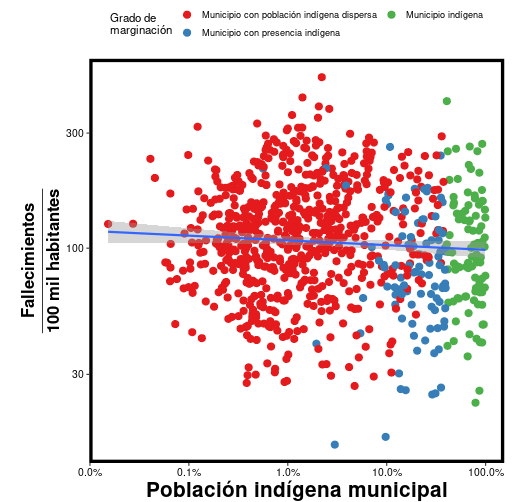 Grado de
marginación
Municipio con población indígena dispersa
Municipio con presencia indígena
Municipio indígena
Fallecimientos
100 mil habitantes
300
100
30
0.0%
0.1%
1.0%
10.0%
100.0%
Población indígena municipal